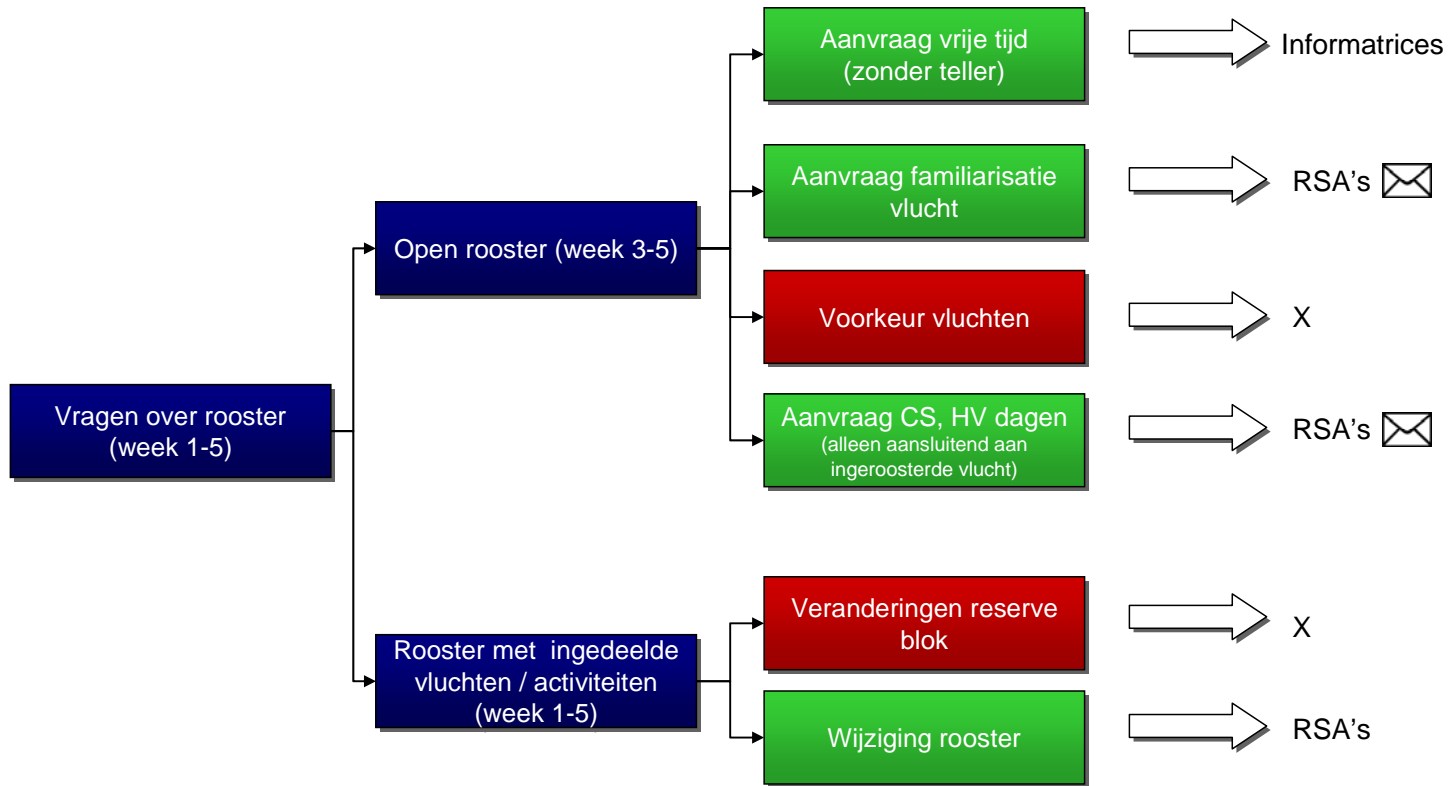 Aanvraag vrije tijd
(zonder teller)
Informatrices
Aanvraag familiarisatie
vlucht
RSA's
Open rooster (week 3-5)
Voorkeur vluchten
X
Vragen over rooster
(week 1-5)
Aanvraag CS, HV dagen
(alleen aansluitend aan
ingeroosterde vlucht)
RSA's
Veranderingen reserve
blok
X
Rooster met ingedeelde
vluchten / activiteiten
(week 1-5)
Wijziging rooster
RSA's